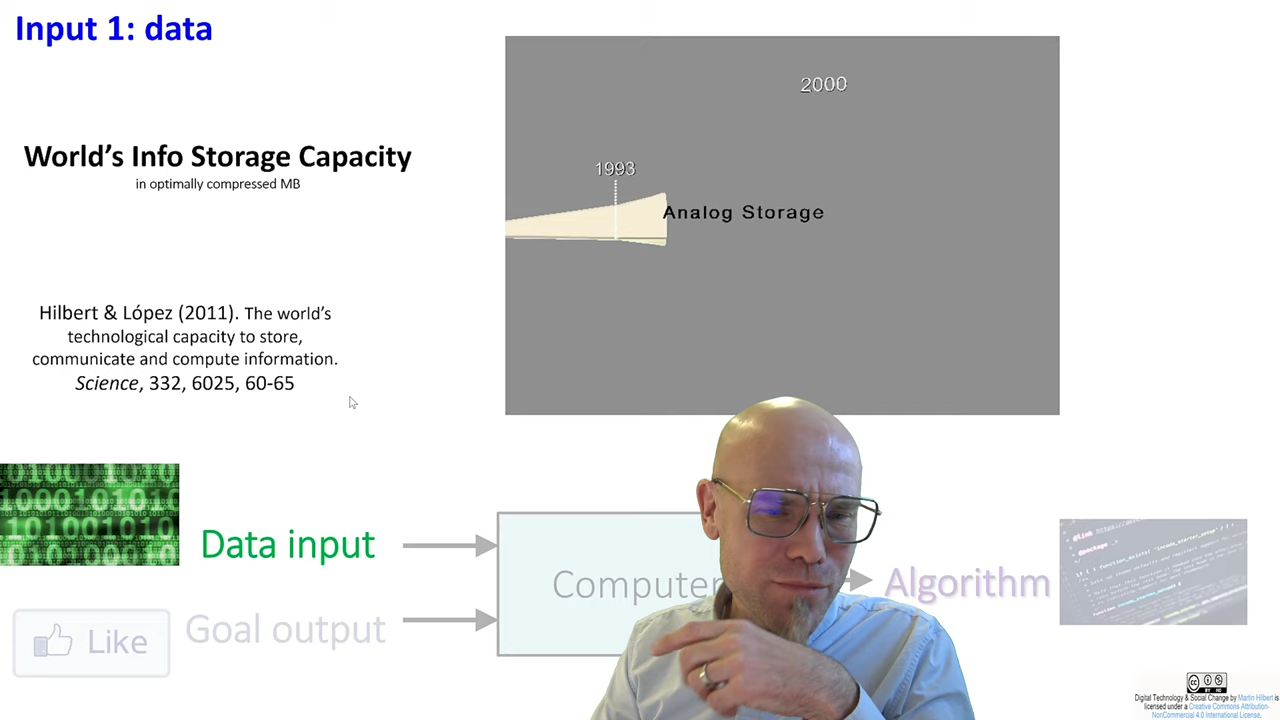 Input 1: data
World's Info Storage Capacity
in optimally compressed MB
2000
1993
Analog Storage
Hilbert & López (2011). The world's
technological capacity to store,
communicate and compute information.
Science, 332, 6025, 60-65
Data input
Computer
Algorithm
Like
Goal output
Digital Technology & Social Change by Martin Hilbert is
licensed under a Creative Commons Attribution-
NonCommercial 4.0 International License.